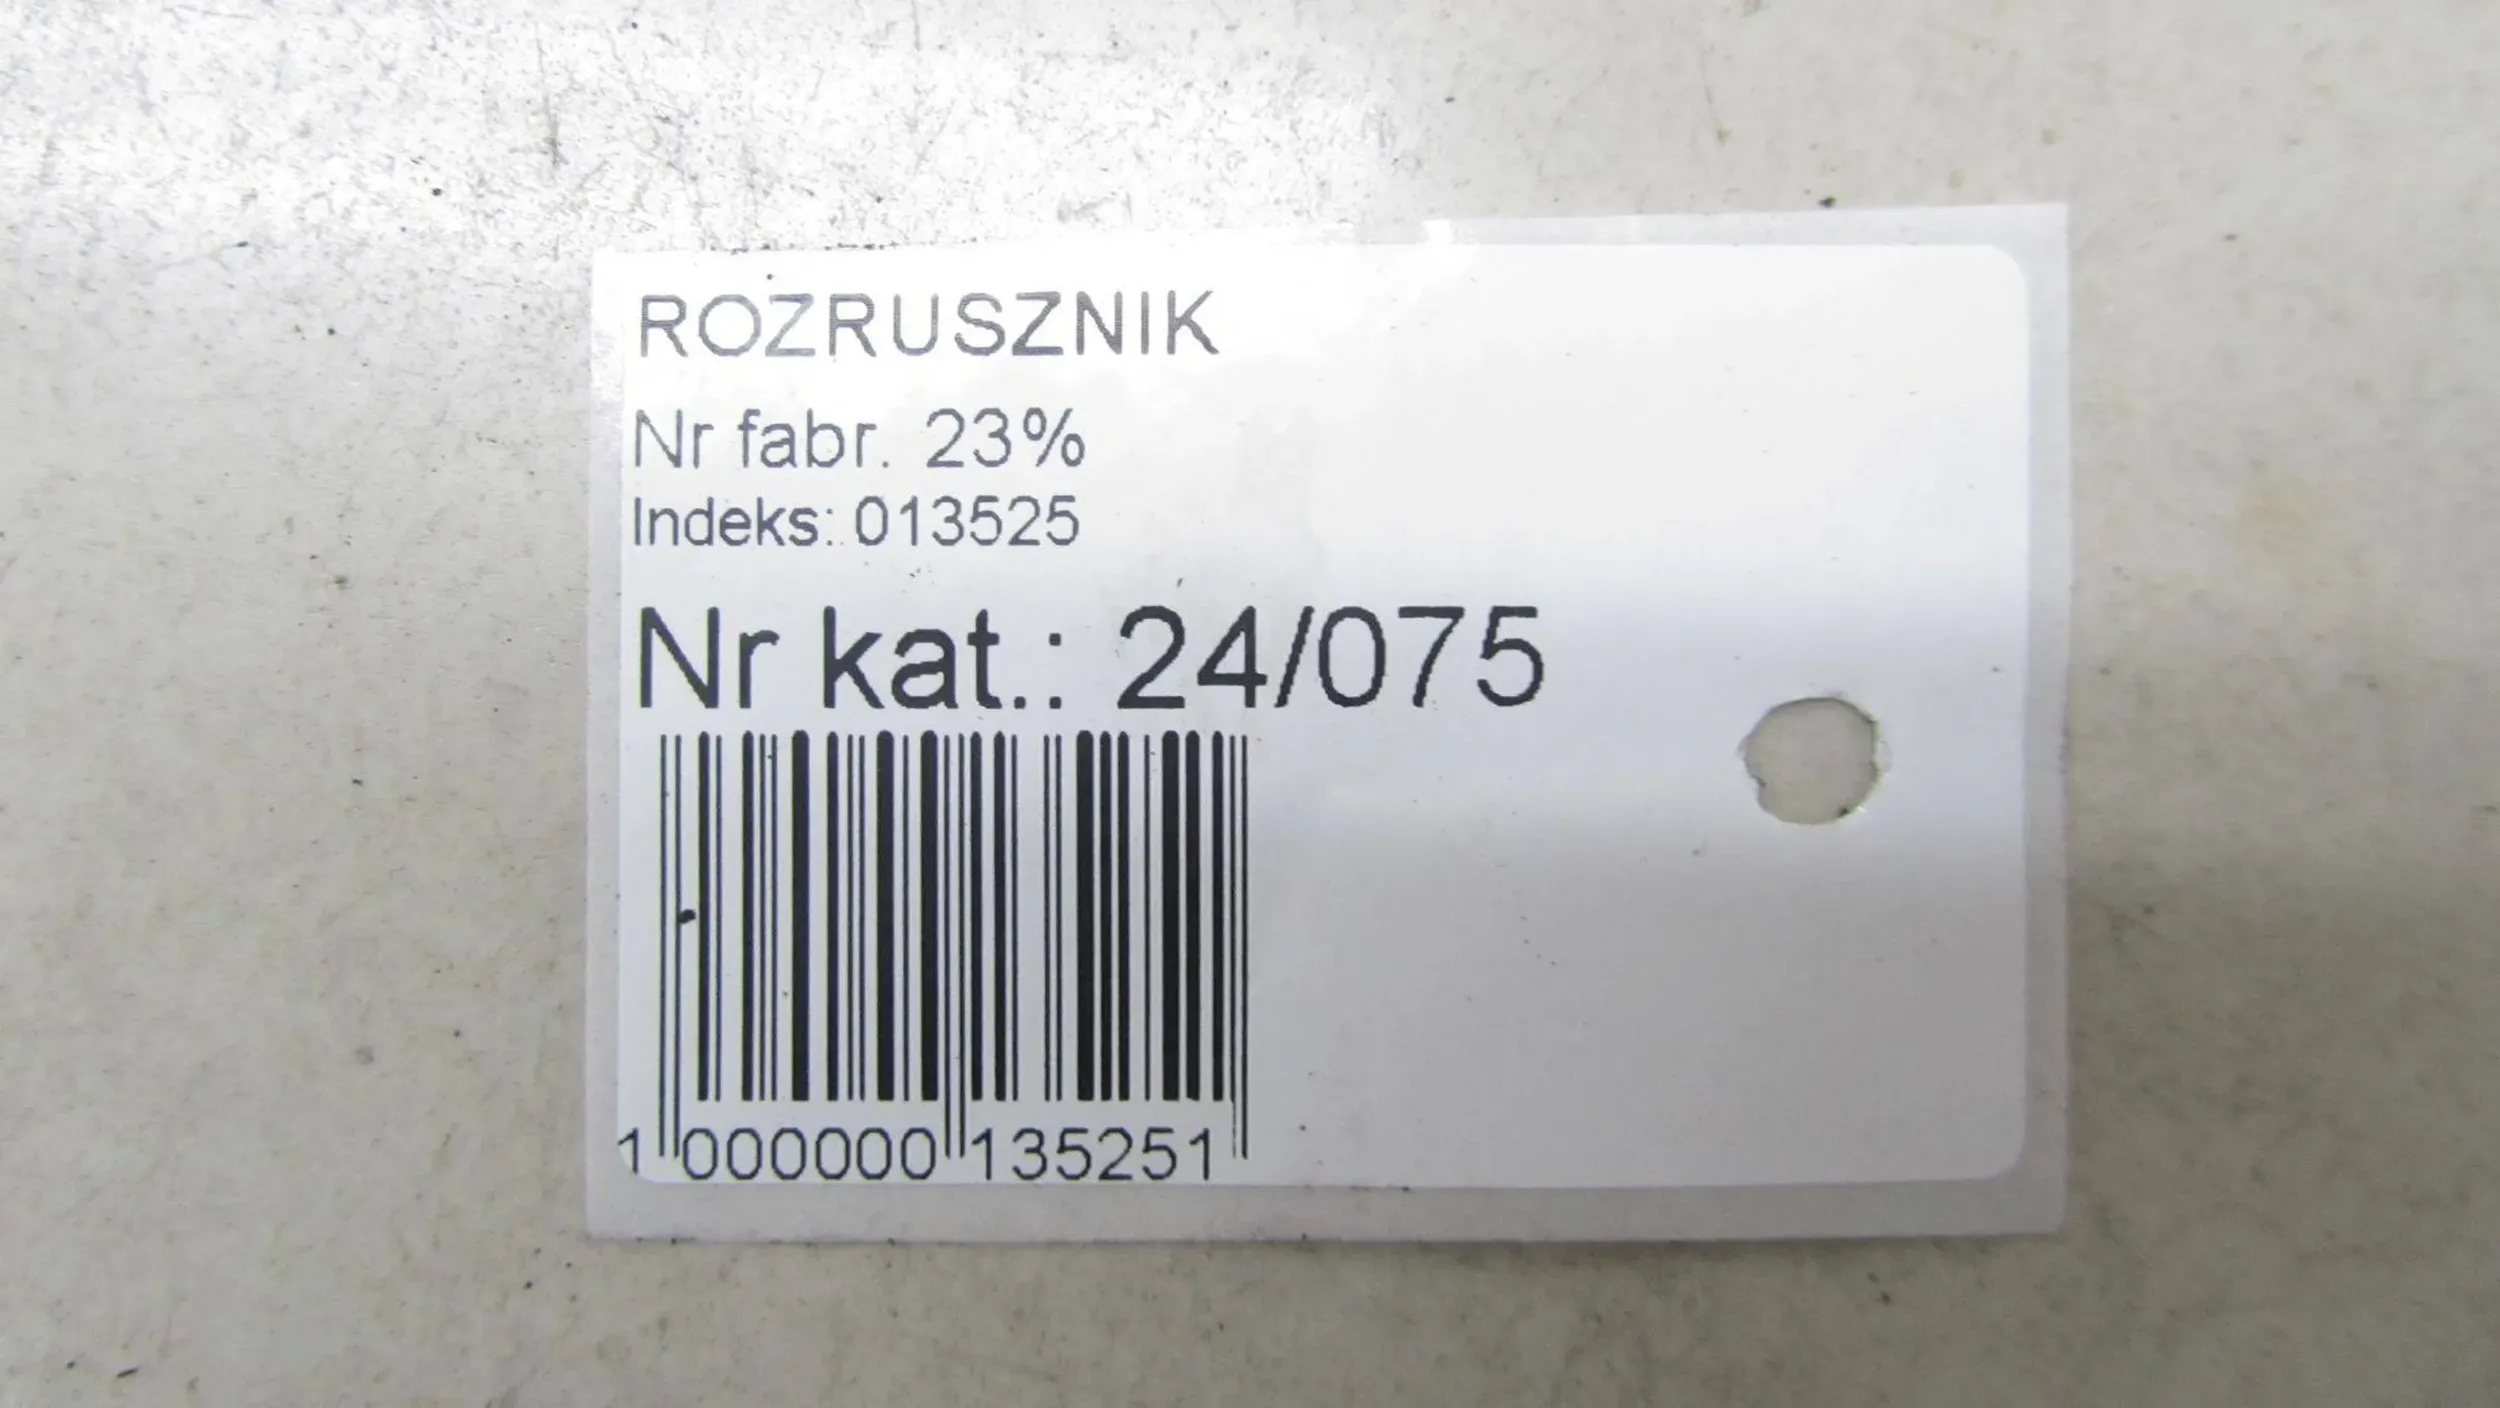 ROZRUSZNIK
Nr fabr. 23%
Indeks: 013525
Nr kat.: 24/075
1 000000 135251